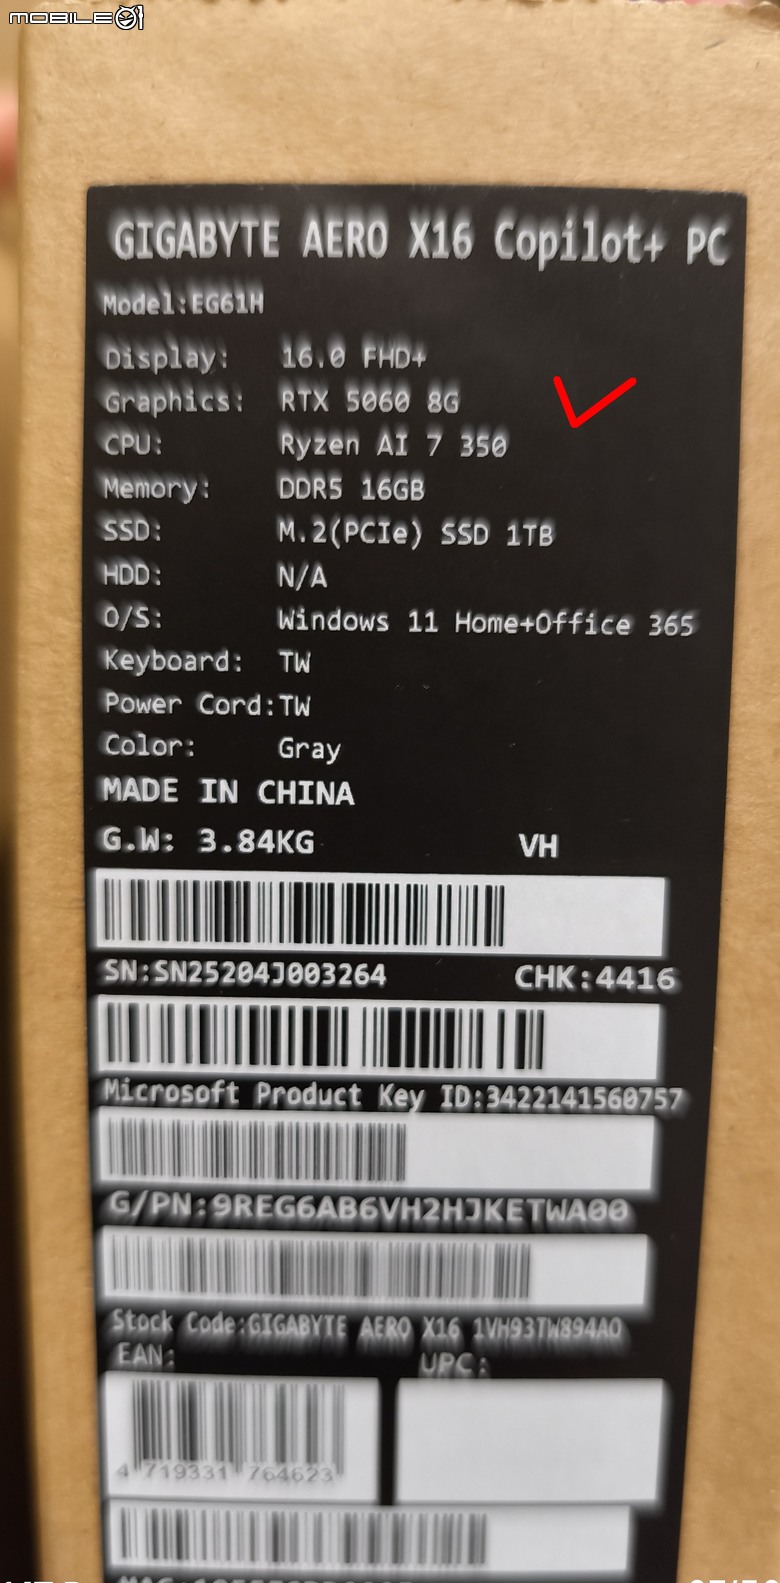 MOBILE01
GIGABYTE AERO X16 Copilot+ PC
Model:EG61H
Display: 16.0 FHD+
Graphics: RTX 5060 8G
CPU: Ryzen AI 7 350
Memory: DDR5 16GB
SSD: M.2(PCIe) SSD 1TB
HDD: N/A
O/S: Windows 11 Home+Office 365
Keyboard: TW
Power Cord:TW
Color: Gray
MADE IN CHINA
G.W: 3.84KG VH
SN:SN25204J003264 CHK:4416
Microsoft Product Key ID:3422141560757
G/PN:9REG6AB6VH2HJKETWA00
Stock Code:GIGABYTE AERO X16 1VH93TW894AO
EAN: UPC:
4 719331 764623